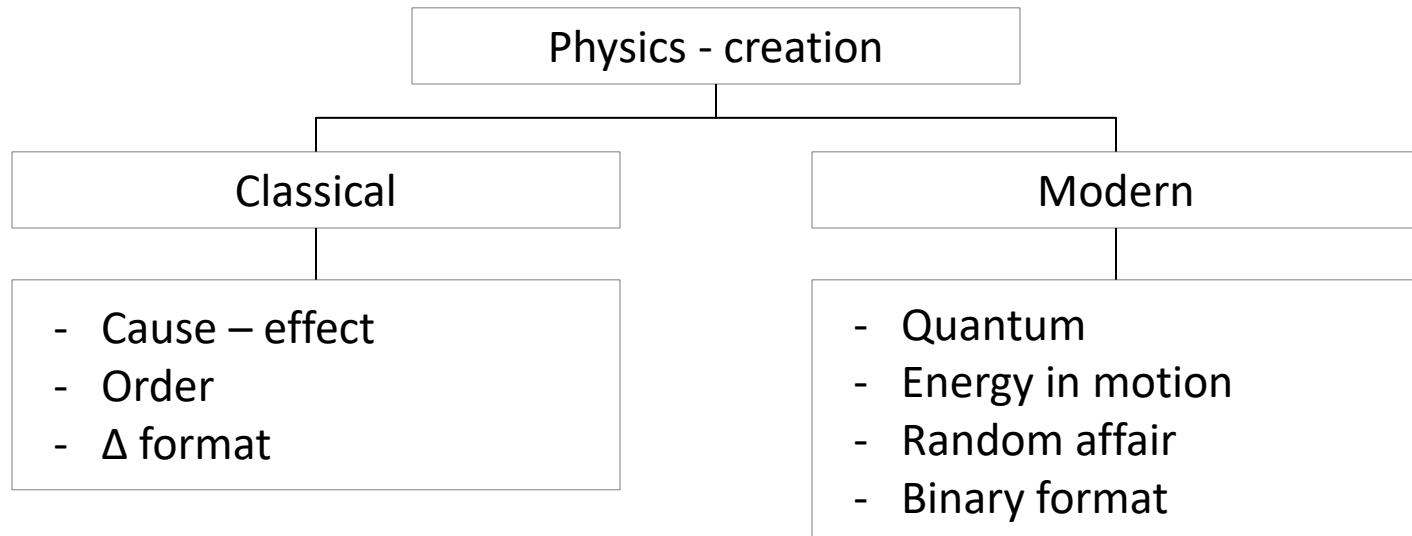 Physics - creation
Classical
Modern
- Cause – effect
- Order
- Δ format
- Quantum
- Energy in motion
- Random affair
- Binary format